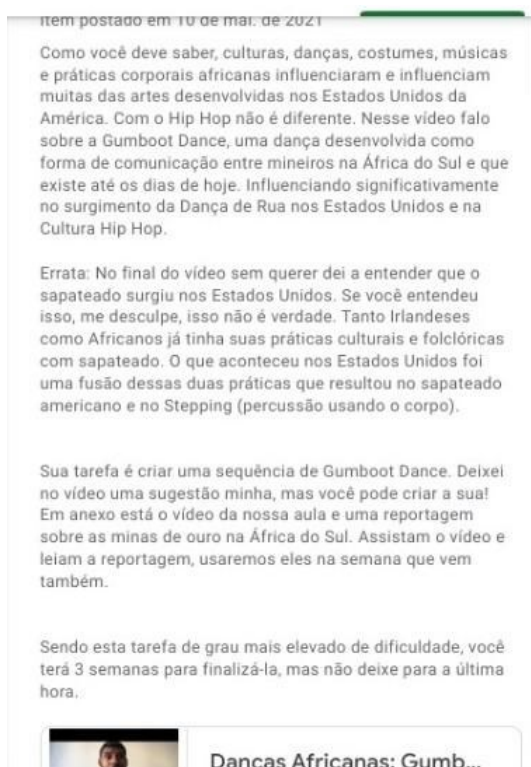 Item postado em 10 de mai. de 2021
Como você deve saber, culturas, danças, costumes, músicas
e práticas corporais africanas influenciaram e influenciam
muitas das artes desenvolvidas nos Estados Unidos da
América. Com o Hip Hop não é diferente. Nesse vídeo falo
sobre a Gumboot Dance, uma dança desenvolvida como
forma de comunicação entre mineiros na África do Sul e que
existe até os dias de hoje. Influenciando significativamente
no surgimento da Dança de Rua nos Estados Unidos e na
Cultura Hip Hop.
Errata: No final do vídeo sem querer dei a entender que o
sapateado surgiu nos Estados Unidos. Se você entendeu
isso, me desculpe, isso não é verdade. Tanto Irlandeses
como Africanos já tinha suas práticas culturais e folclóricas
com sapateado. O que aconteceu nos Estados Unidos foi
uma fusão dessas duas práticas que resultou no sapateado
americano e no Stepping (percussão usando o corpo).
Sua tarefa é criar uma sequência de Gumboot Dance. Deixei
no vídeo uma sugestão minha, mas você pode criar a sua!
Em anexo está o vídeo da nossa aula e uma reportagem
sobre as minas de ouro na África do Sul. Assistam o vídeo e
leiam a reportagem, usaremos eles na semana que vem
também.
Sendo esta tarefa de grau mais elevado de dificuldade, você
terá 3 semanas para finalizá-la, mas não deixe para a última
hora.
Danças Africanas: Gumb...